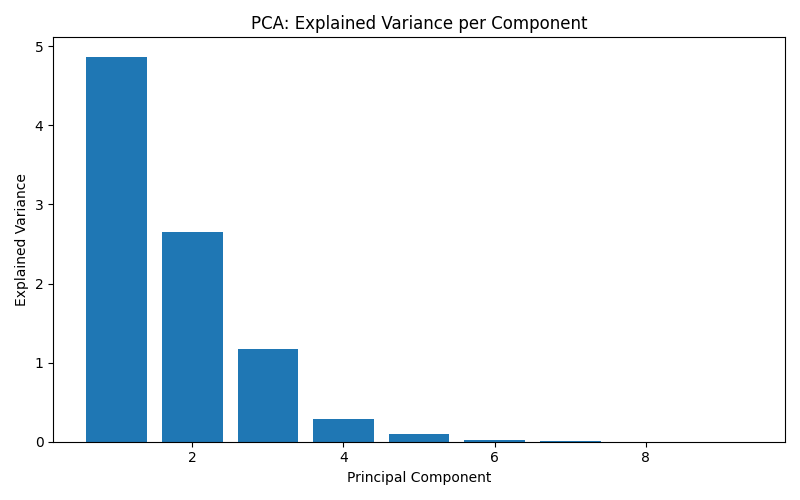 PCA: Explained Variance per Component
5
4
3
2
1
0
Explained Variance
2 4 6 8
Principal Component